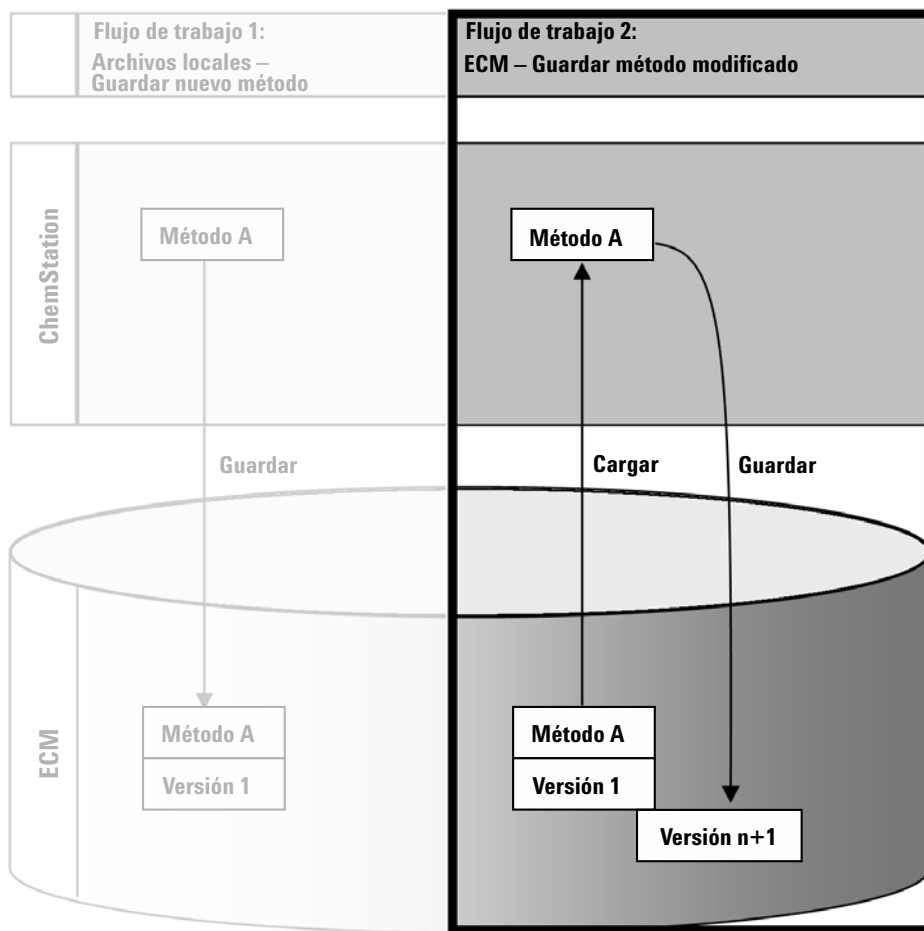 Flujo de trabajo 1:
Archivos locales –
Guardar nuevo método
Flujo de trabajo 2:
ECM – Guardar método modificado
ChemStation
Método A
Método A
Guardar
Cargar
Guardar
ECM
Método A
Versión 1
Método A
Versión 1
Versión n+1